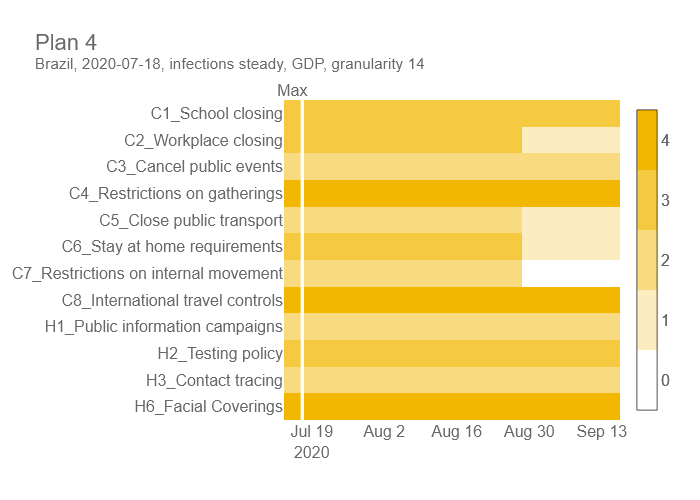 Plan 4
Brazil, 2020-07-18, infections steady, GDP, granularity 14
Max
C1_School closing
C2_Workplace closing
C3_Cancel public events
C4_Restrictions on gatherings
C5_Close public transport
C6_Stay at home requirements
C7_Restrictions on internal movement
C8_International travel controls
H1_Public information campaigns
H2_Testing policy
H3_Contact tracing
H6_Facial Coverings
4
3
2
1
0
Jul 19 Aug 2 Aug 16 Aug 30 Sep 13
2020